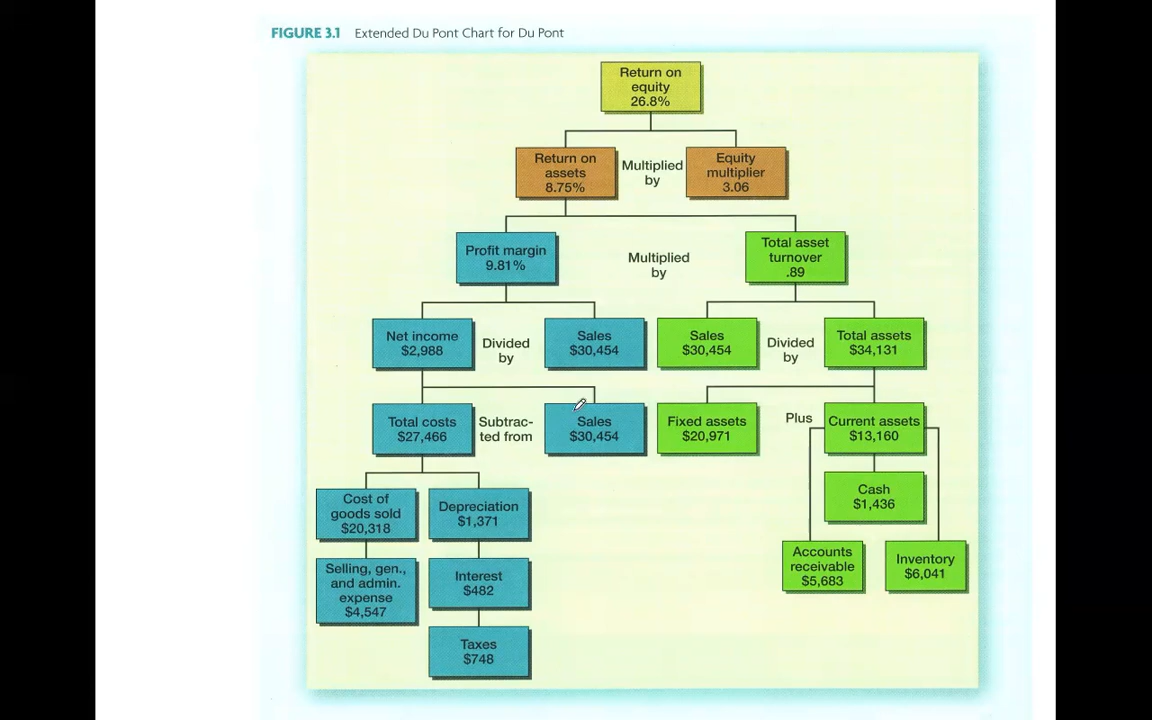 FIGURE 3.1 Extended Du Pont Chart for Du Pont
Return on
equity
26.8%
Return on
assets
8.75%
Multiplied
by
Equity
multiplier
3.06
Profit margin
9.81%
Multiplied
by
Total asset
turnover
.89
Net income
$2,988
Divided
by
Sales
$30,454
Sales
$30,454
Divided
by
Total assets
$34,131
Total costs
$27,466
Subtrac-
ted from
Sales
$30,454
Fixed assets
$20,971
Plus
Current assets
$13,160
Cost of
goods sold
$20,318
Depreciation
$1,371
Cash
$1,436
Selling, gen.,
and admin.
expense
$4,547
Interest
$482
Accounts
receivable
$5,683
Inventory
$6,041
Taxes
$748